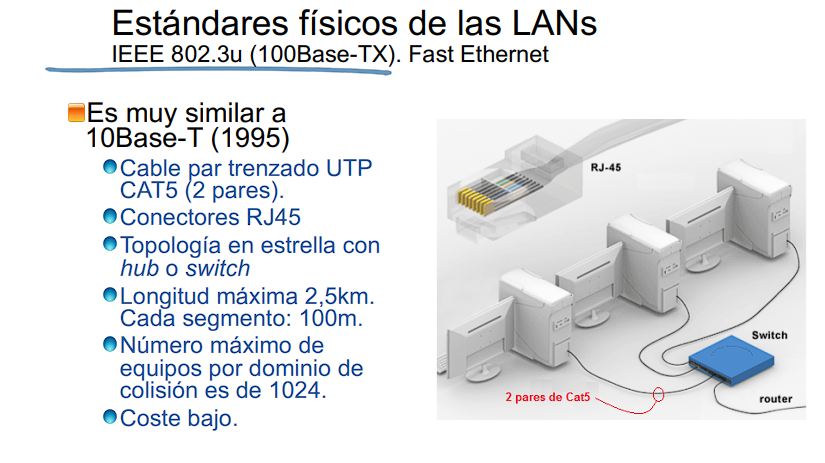 Estándares físicos de las LANs
IEEE 802.3u (100Base-TX). Fast Ethernet
Es muy similar a
10Base-T (1995)
Cable par trenzado UTP
CAT5 (2 pares).
Conectores RJ45
Topología en estrella con
hub o switch
Longitud máxima 2,5km.
Cada segmento: 100m.
Número máximo de
equipos por dominio de
colisión es de 1024.
Coste bajo.
RJ-45
Switch
2 pares de Cat5
router